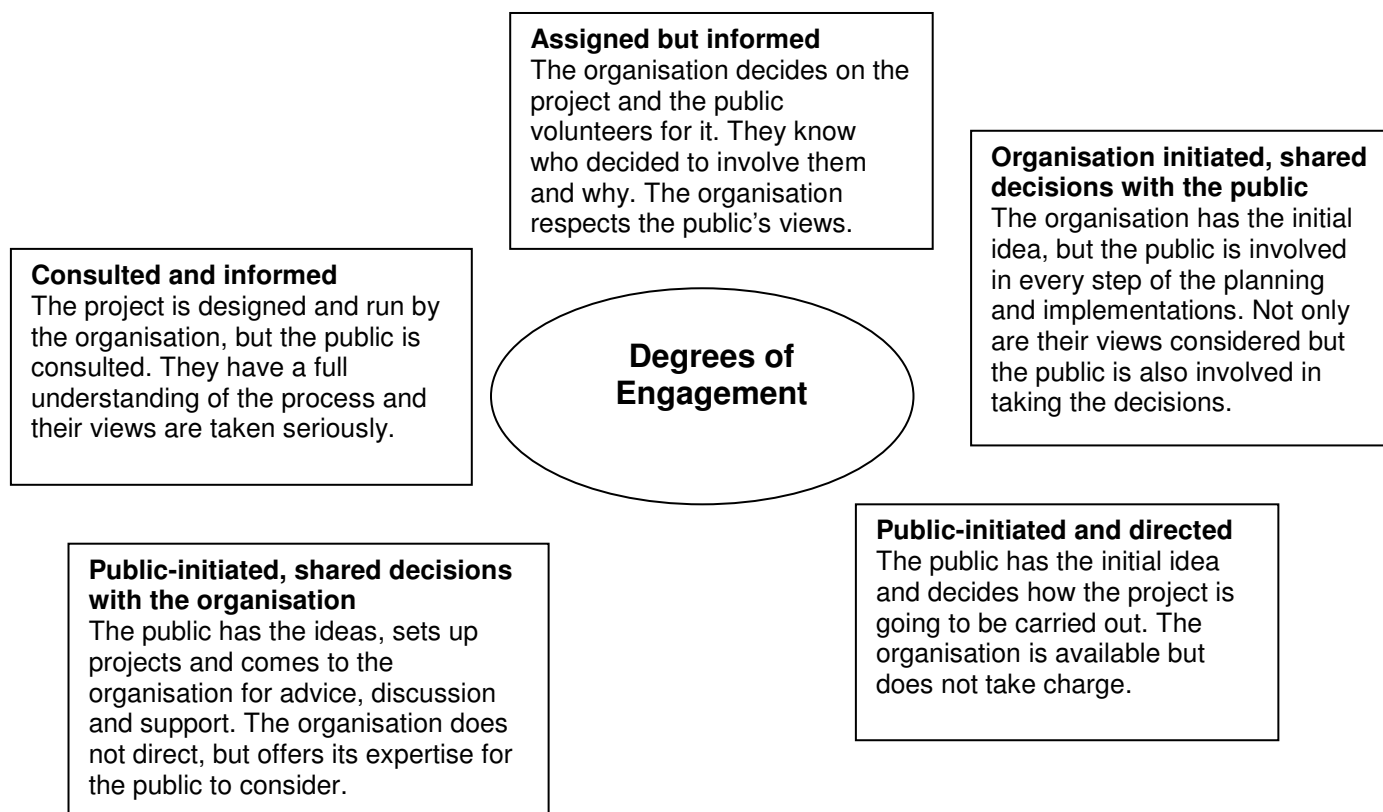 Assigned but informed
The organisation decides on the
project and the public
volunteers for it. They know
who decided to involve them
and why. The organisation
respects the public’s views.
Organisation initiated, shared
decisions with the public
The organisation has the initial
idea, but the public is involved
in every step of the planning
and implementations. Not only
are their views considered but
the public is also involved in
taking the decisions.
Consulted and informed
The project is designed and run by
the organisation, but the public is
consulted. They have a full
understanding of the process and
their views are taken seriously.
Degrees of
Engagement
Public-initiated and directed
The public has the initial idea
and decides how the project is
going to be carried out. The
organisation is available but
does not take charge.
Public-initiated, shared decisions
with the organisation
The public has the ideas, sets up
projects and comes to the
organisation for advice, discussion
and support. The organisation does
not direct, but offers its expertise for
the public to consider.